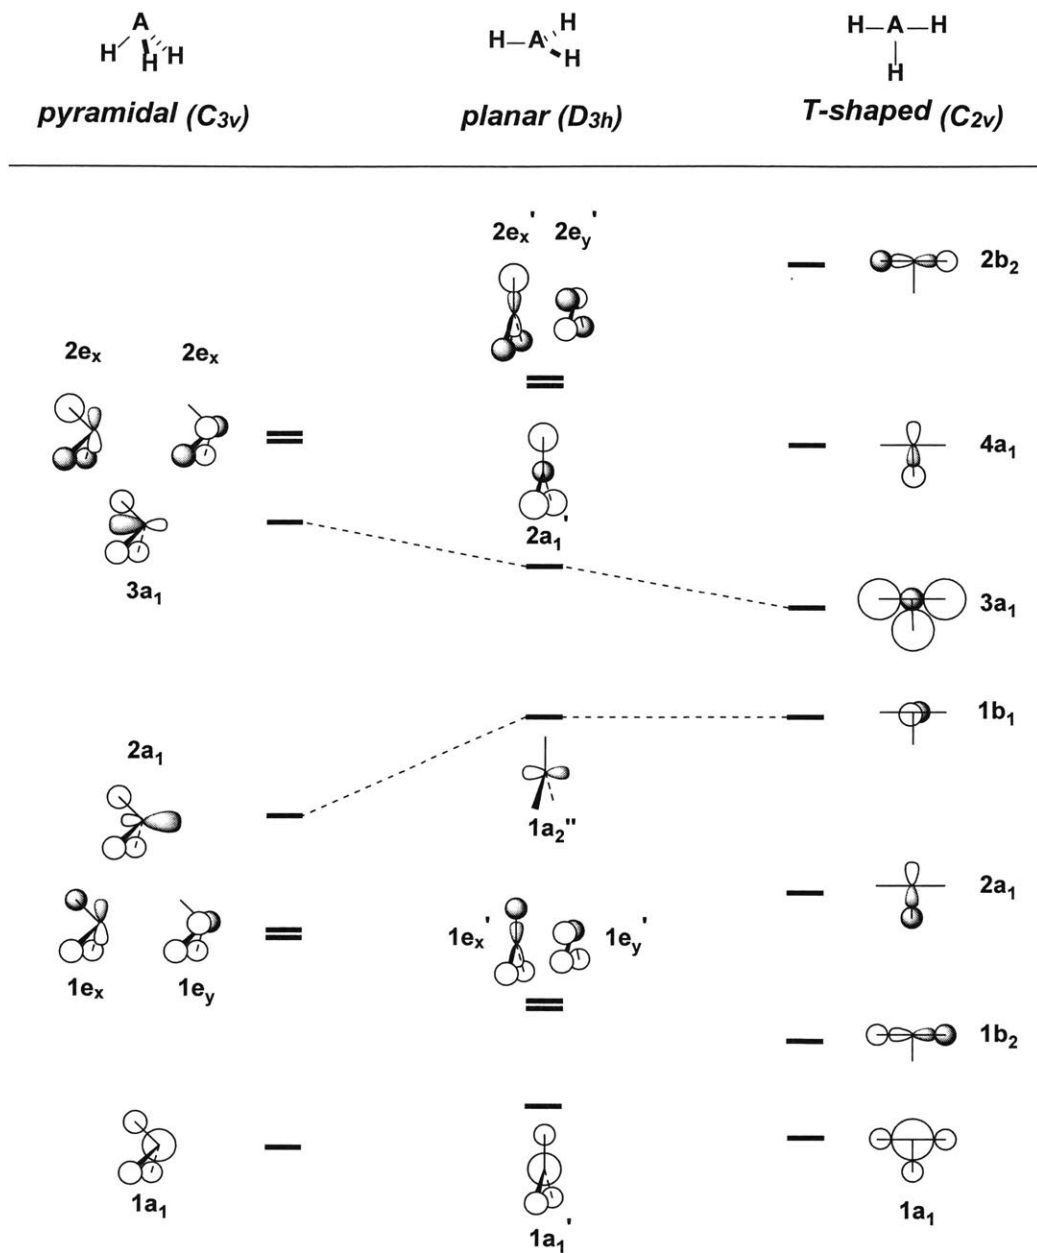 A
H
H
H
H
A
H
H
H
A
H
H
pyramidal (C3v)
planar (D3h)
T-shaped (C2v)
2ex'
2ey'
2b2
2ex
2ex
4a1
2a1'
3a1
3a1
1b1
2a1
1a2"
2a1
1ex'
1ey'
1ex
1ey
1b2
1a1
1a1
1a1'